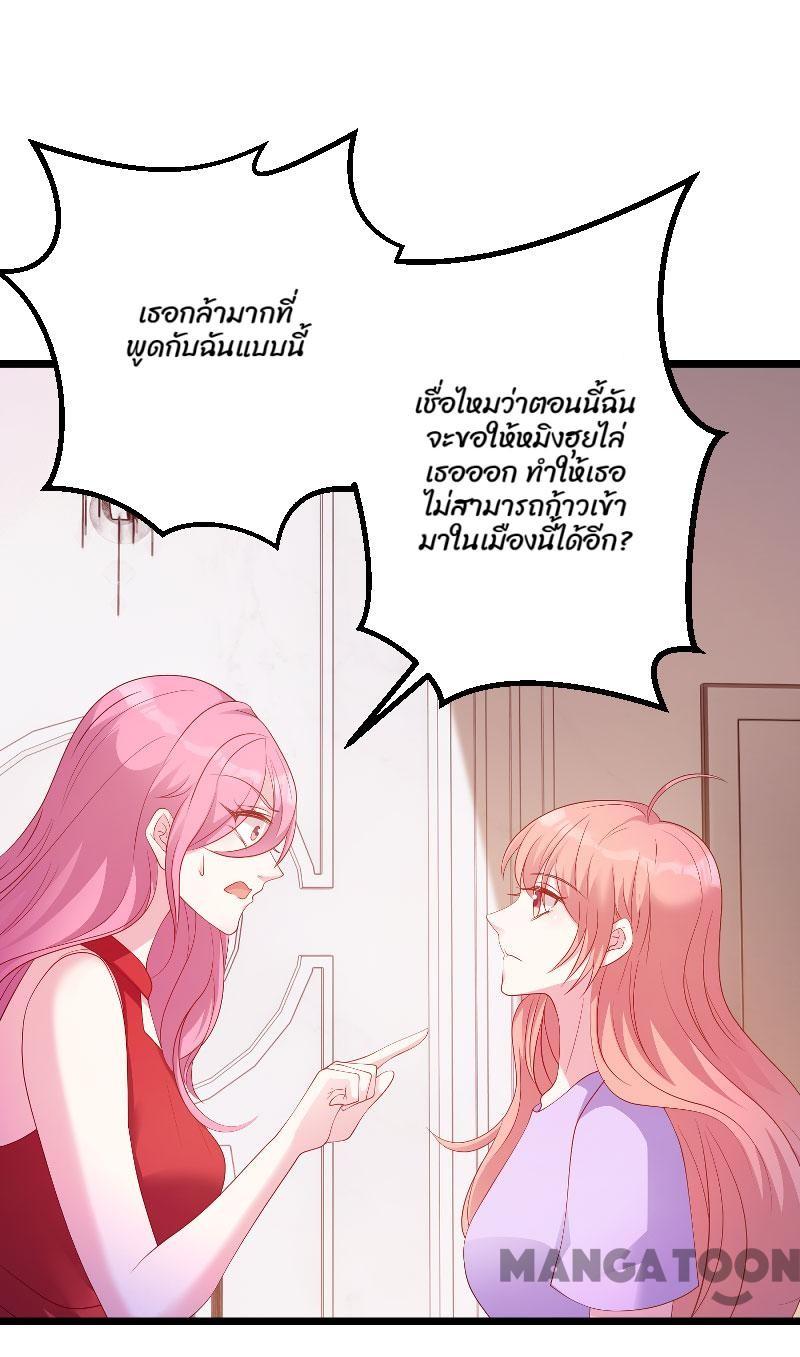 เธอกล้ามากที่
พูดกับฉันแบบนี้
เชื่อไหมว่าตอนนี้ฉัน
จะขอให้หมิงฮุยไล่
เธอออก ทำให้เธอ
ไม่สามารถก้าวเข้า
มาในเมืองนี้ได้อีก?
MANGATOON